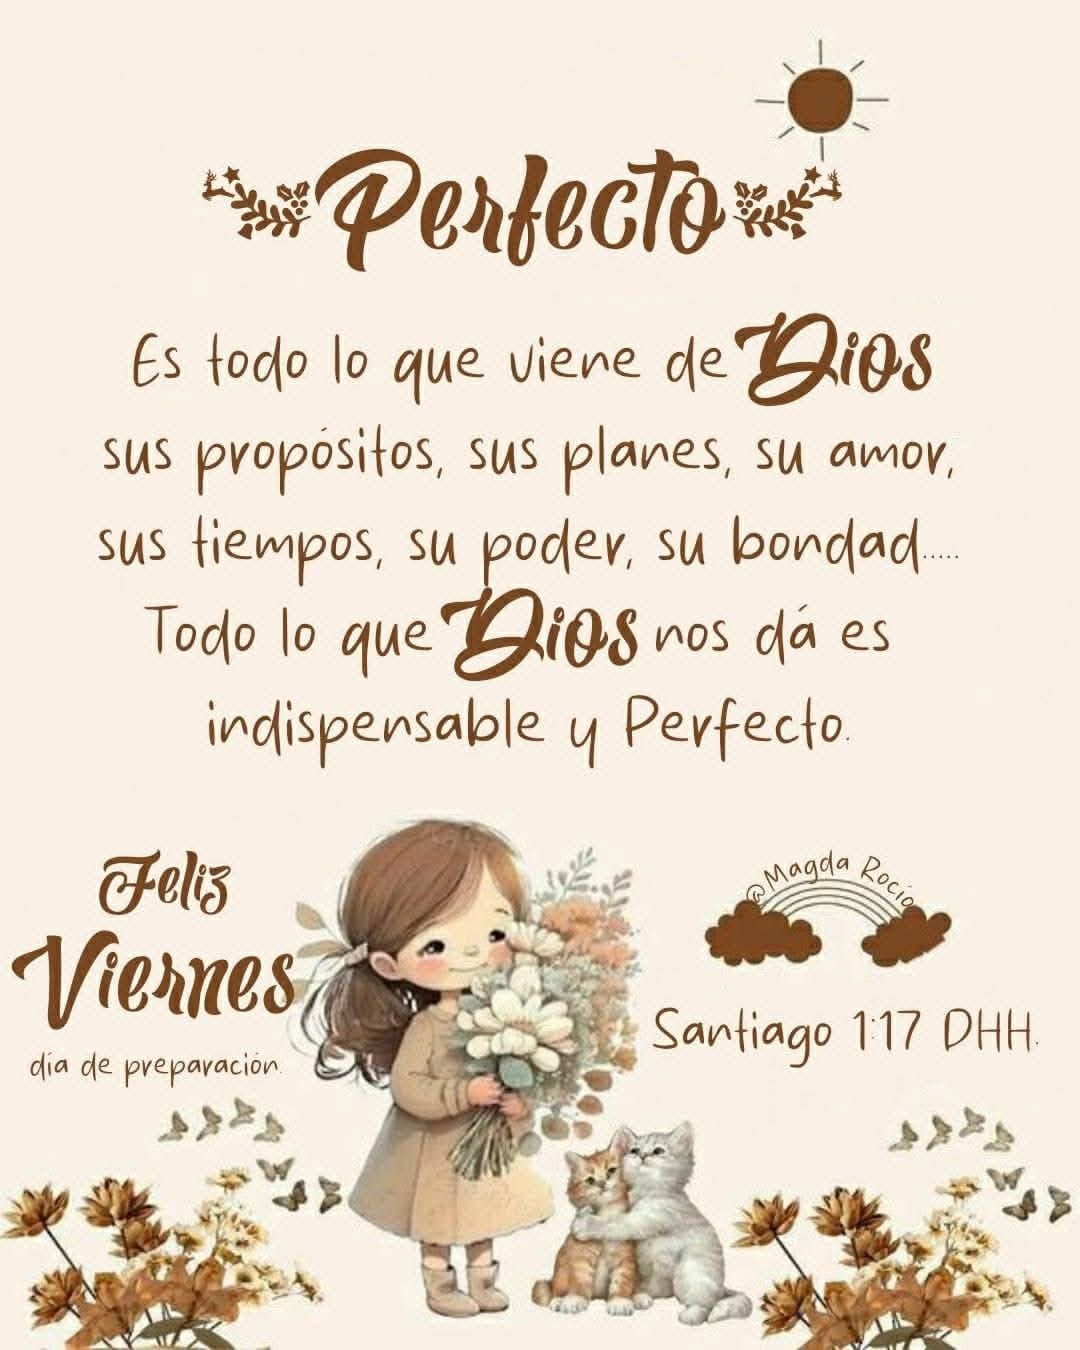 Perfecto
Es todo lo que viene de Dios
sus propósitos, sus planes, su amor,
sus tiempos, su poder, su bondad.....
Todo lo que Dios nos dá es
indispensable y Perfecto.
Feliz
Viernes
día de preparación.
@Magda Rocío
Santiago 1:17 DHH.